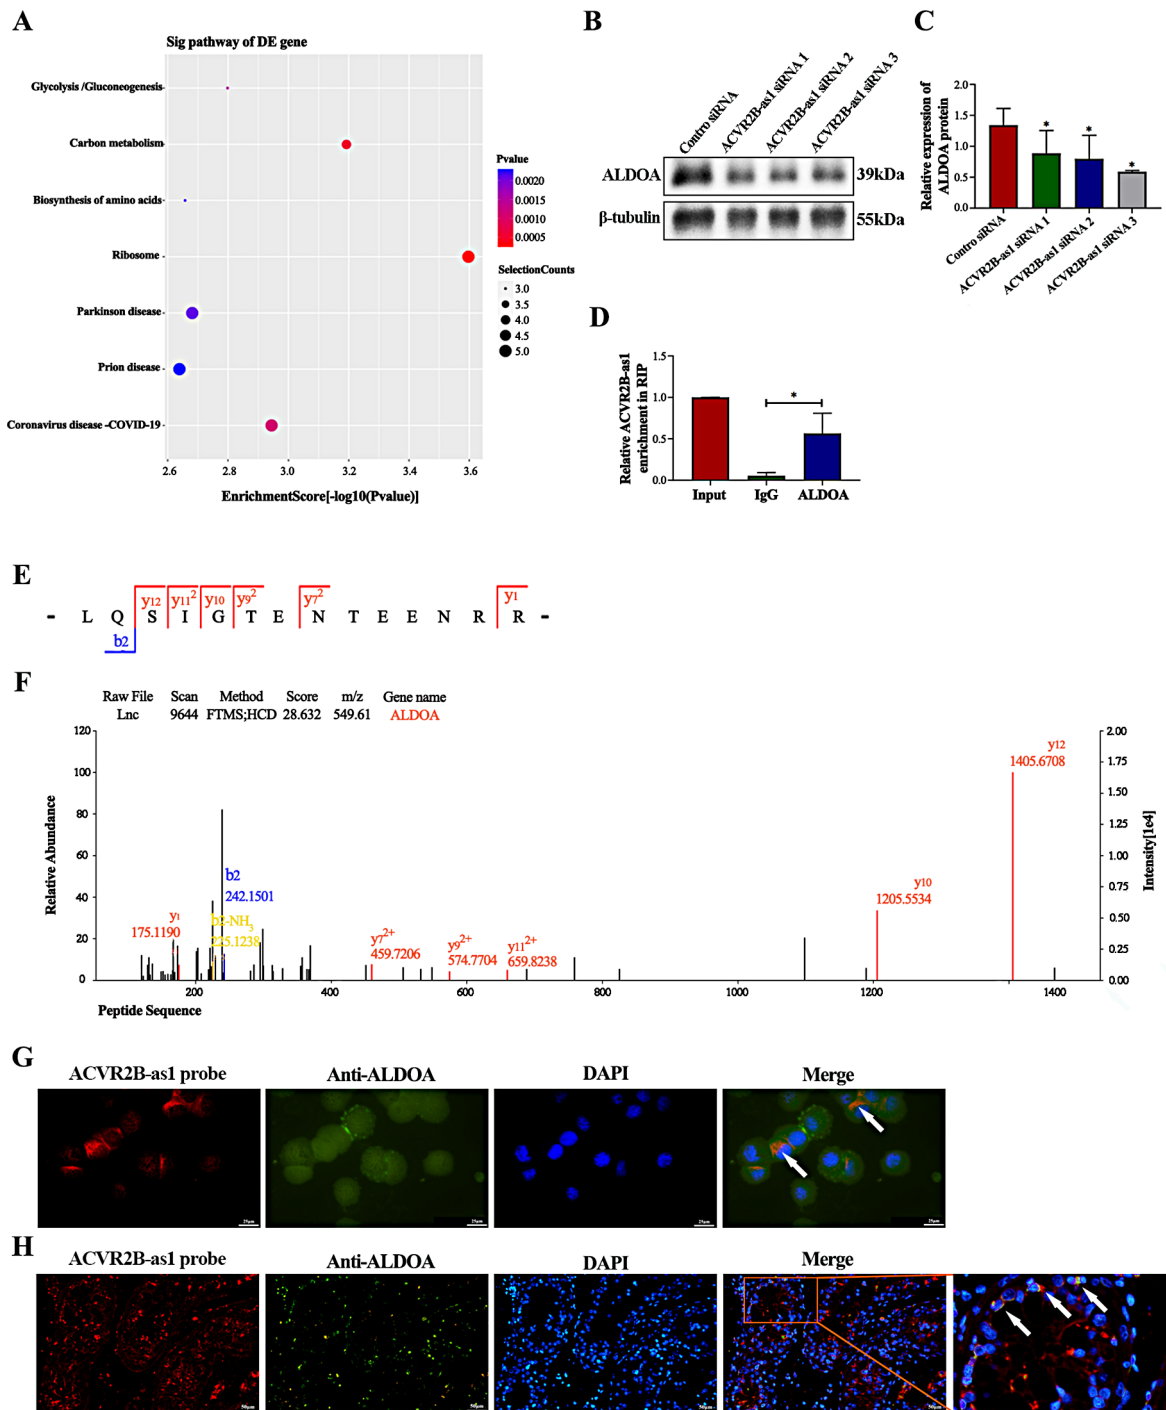 A
Sig pathway of DE gene
Glycolysis /Gluconeogenesis
Carbon metabolism
Biosynthesis of amino acids
Ribosome
Parkinson disease
Prion disease
Coronavirus disease -COVID-19
2.6 2.8 3.0 3.2 3.4 3.6
EnrichmentScore[-log10(Pvalue)]
Pvalue
0.0020
0.0015
0.0010
0.0005
SelectionCounts
3.0
3.5
4.0
4.5
5.0
B
Contro siRNA
ACVR2B-as1 siRNA 1
ACVR2B-as1 siRNA 2
ACVR2B-as1 siRNA 3
ALDOA 39kDa
β-tubulin 55kDa
C
Relative expression of
ALDOA protein
2.0
1.5
1.0
0.5
0.0
* * *
Contro siRNA
ACVR2B-as1 siRNA 1
ACVR2B-as1 siRNA 2
ACVR2B-as1 siRNA 3
D
Relative ACVR2B-as1
enrichment in RIP
1.5
1.0
0.5
0.0
*
Input IgG ALDOA
E
y12 y11² y10 y9² y7² y1
- L Q S I G T E N T E E N R R -
b2
F
Raw File Scan Method Score m/z Gene name
Lnc 9644 FTMS;HCD 28.632 549.61 ALDOA
120
100
80
60
40
20
0
Relative Abundance
2.00
1.75
1.50
1.25
1.00
0.75
0.50
0.25
0.00
Intensity[1e4]
y12
1405.6708
y10
1205.5534
b2
242.1501
b2-NH3
225.1238
y1
175.1190
y7²⁺
459.7206
y9²⁺
574.7704
y11²⁺
659.8238
200 400 600 800 1000 1200 1400
Peptide Sequence
G
ACVR2B-as1 probe Anti-ALDOA DAPI Merge
25μm 25μm 25μm 25μm
H
ACVR2B-as1 probe Anti-ALDOA DAPI Merge
50μm 50μm 50μm 50μm